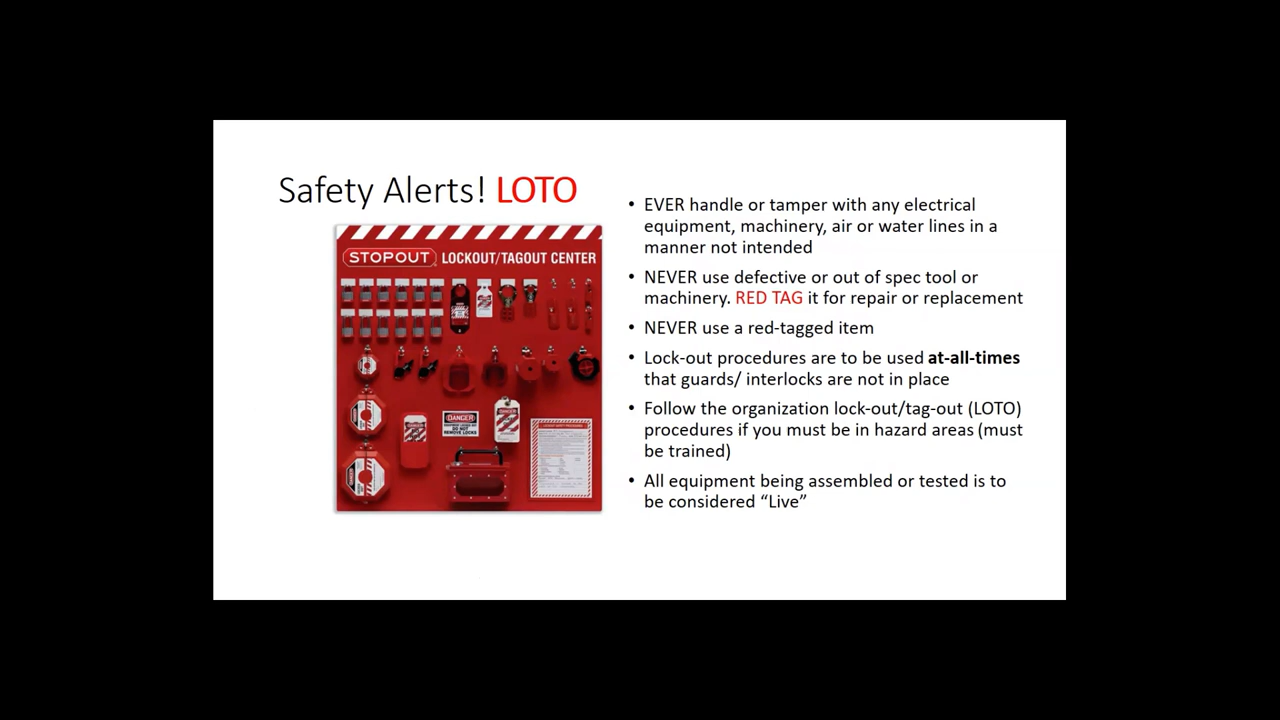 Safety Alerts! LOTO
STOPOUT LOCKOUT/TAGOUT CENTER
DANGER
DO NOT
REMOVE LOCKS
• EVER handle or tamper with any electrical
equipment, machinery, air or water lines in a
manner not intended
• NEVER use defective or out of spec tool or
machinery. RED TAG it for repair or replacement
• NEVER use a red-tagged item
• Lock-out procedures are to be used at-all-times
that guards/ interlocks are not in place
• Follow the organization lock-out/tag-out (LOTO)
procedures if you must be in hazard areas (must
be trained)
• All equipment being assembled or tested is to
be considered “Live”